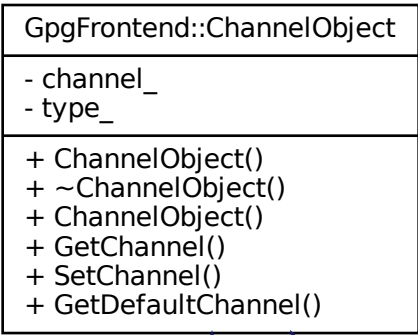 GpgFrontend::ChannelObject
- channel_
- type_
+ ChannelObject()
+ ~ChannelObject()
+ ChannelObject()
+ GetChannel()
+ SetChannel()
+ GetDefaultChannel()